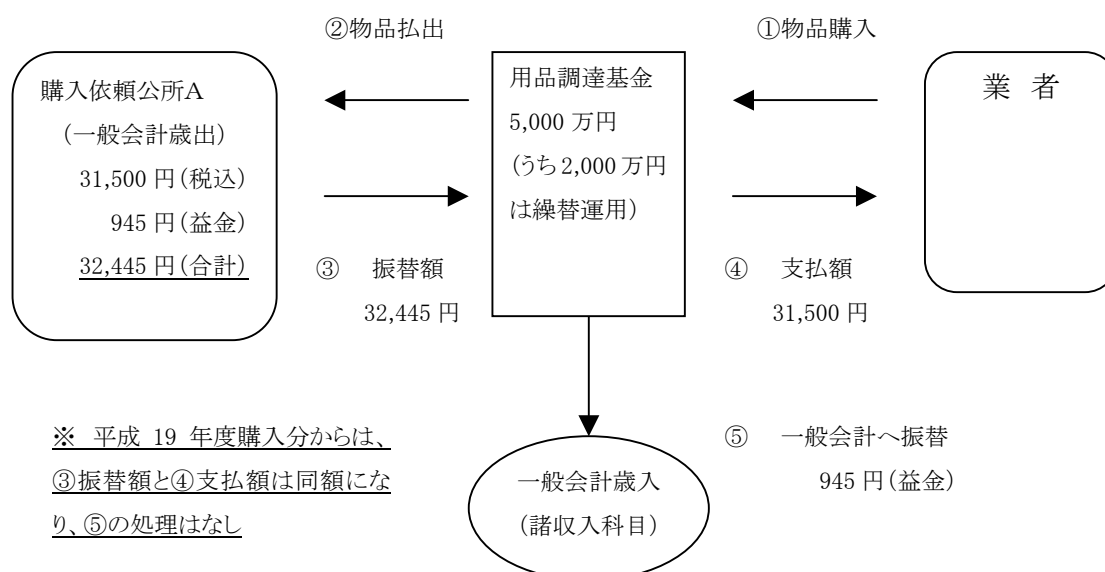 ②物品払出
①物品購入
購入依頼公所A
(一般会計歳出)
31,500 円(税込)
945 円(益金)
32,445 円(合計)
用品調達基金
5,000 万円
(うち 2,000 万円
は繰替運用)
業 者
③ 振替額
32,445 円
④ 支払額
31,500 円
※ 平成 19 年度購入分からは、
③振替額と④支払額は同額にな
り、⑤の処理はなし
一般会計歳入
(諸収入科目)
⑤ 一般会計へ振替
945 円(益金)